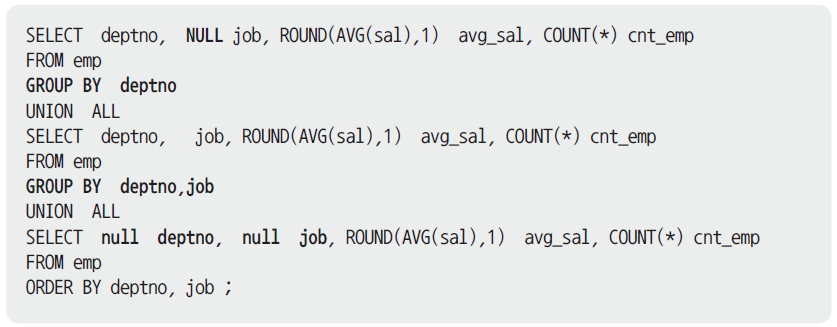 SELECT deptno, NULL job, ROUND(AVG(sal),1) avg_sal, COUNT(*) cnt_emp
FROM emp
GROUP BY deptno
UNION ALL
SELECT deptno, job, ROUND(AVG(sal),1) avg_sal, COUNT(*) cnt_emp
FROM emp
GROUP BY deptno,job
UNION ALL
SELECT null deptno, null job, ROUND(AVG(sal),1) avg_sal, COUNT(*) cnt_emp
FROM emp
ORDER BY deptno, job ;